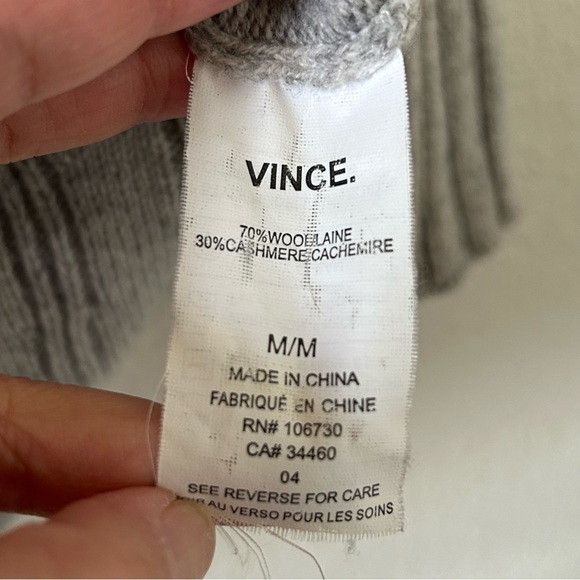 VINCE.
70%WOOL/LAINE
30%CASHMERE/CACHEMIRE
M/M
MADE IN CHINA
FABRIQUÉ EN CHINE
RN# 106730
CA# 34460
04
SEE REVERSE FOR CARE
AU VERSO POUR LES SOINS